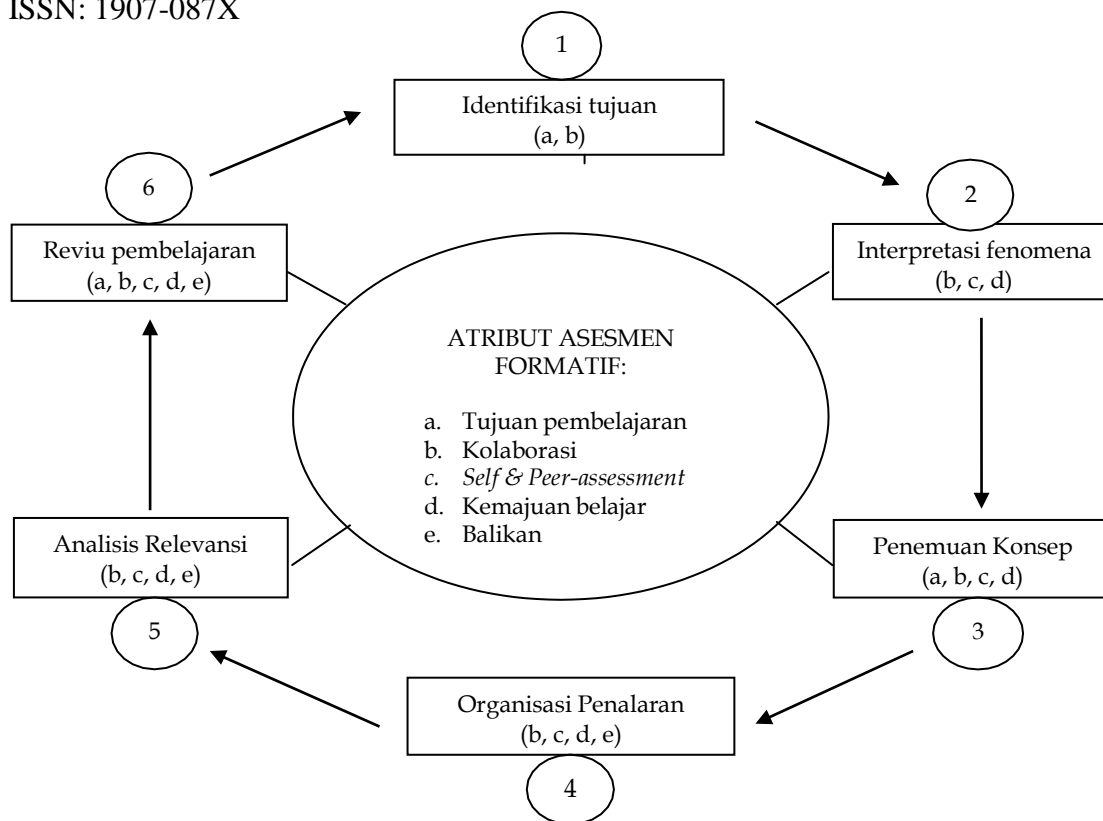 ISSN: 1907-087X
1
Identifikasi tujuan
(a, b)
2
Interpretasi fenomena
(b, c, d)
6
Reviu pembelajaran
(a, b, c, d, e)
ATRIBUT ASESMEN
FORMATIF:
a. Tujuan pembelajaran
b. Kolaborasi
c. Self & Peer-assessment
d. Kemajuan belajar
e. Balikan
Penemuan Konsep
(a, b, c, d)
3
Analisis Relevansi
(b, c, d, e)
5
Organisasi Penalaran
(b, c, d, e)
4